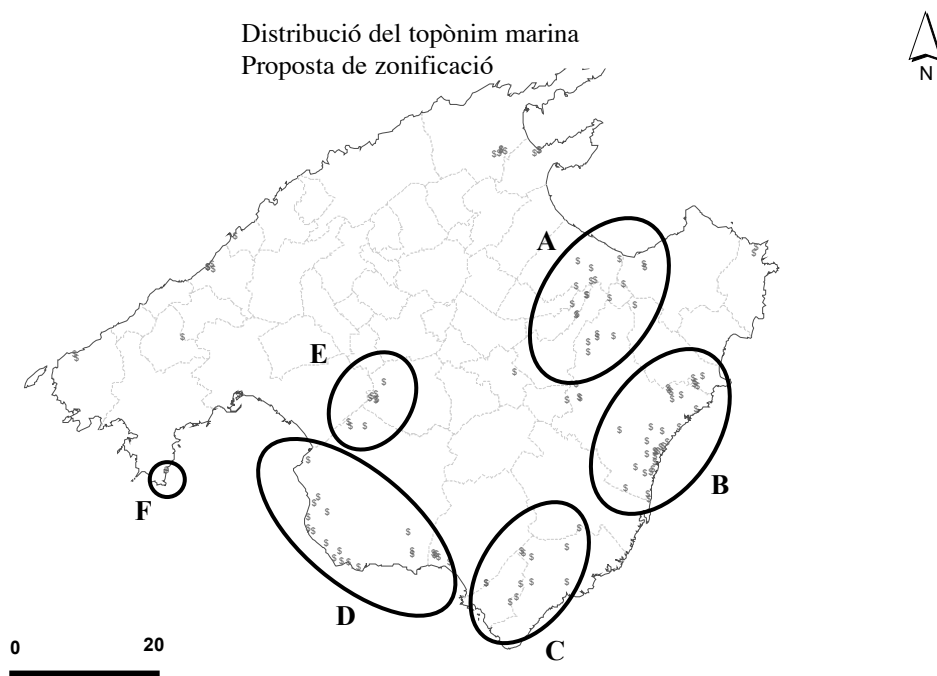 Distribució del topònim marina
Proposta de zonificació
N
A
E
B
F
D
C
0 20